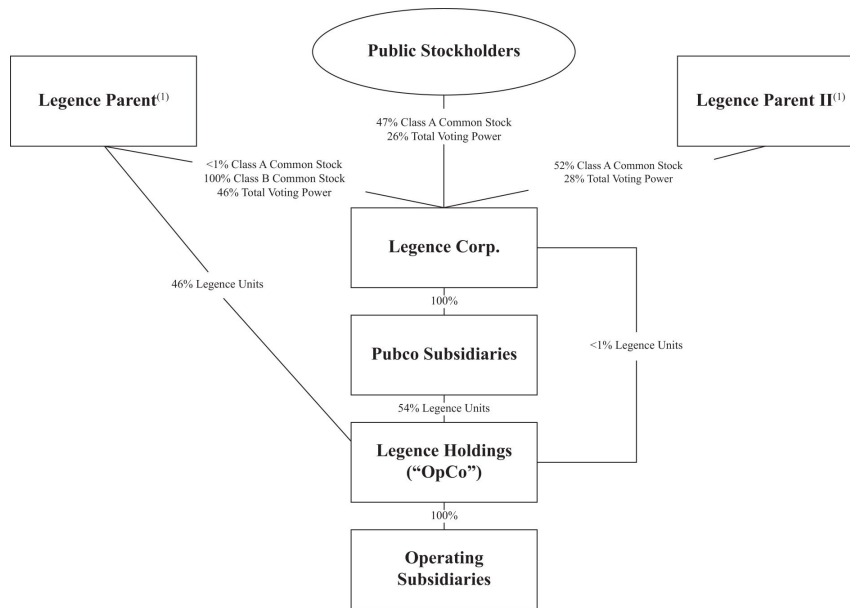 Public Stockholders
Legence Parent(1)
Legence Parent II(1)
47% Class A Common Stock
26% Total Voting Power
<1% Class A Common Stock
100% Class B Common Stock
46% Total Voting Power
52% Class A Common Stock
28% Total Voting Power
Legence Corp.
46% Legence Units
100%
Pubco Subsidiaries
<1% Legence Units
54% Legence Units
Legence Holdings
(“OpCo”)
100%
Operating
Subsidiaries